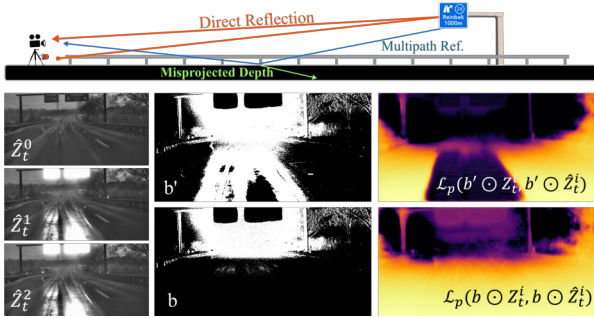 Direct Reflection
24
Reinbek
1000m
Multipath Ref.
Misprojected Depth
Ẑ_t^0
b'
ℒ_p(b' ⊙ Z_t^i, b' ⊙ Ẑ_t^i)
Ẑ_t^1
Ẑ_t^2
b
ℒ_p(b ⊙ Z_t^i, b ⊙ Ẑ_t^i)